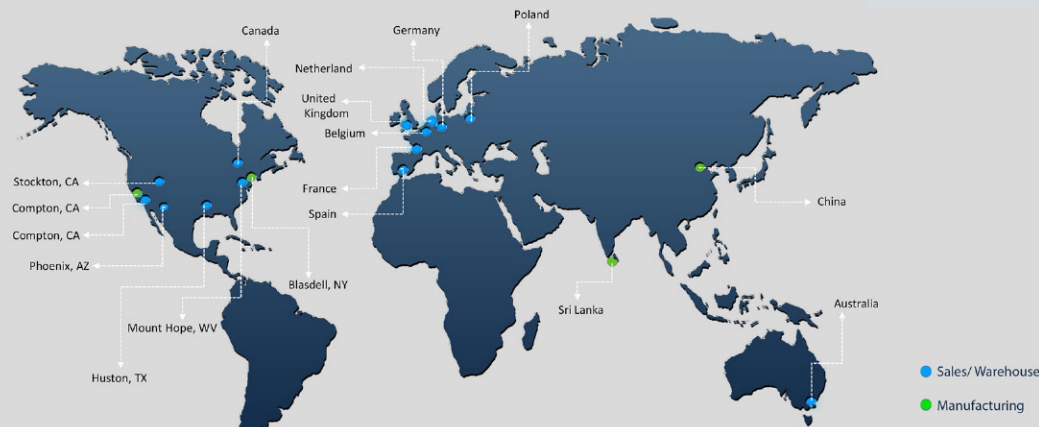 Poland
Canada
Germany
Netherland
United
Kingdom
Belgium
Stockton, CA
France
Compton, CA
China
Spain
Compton, CA
Phoenix, AZ
Blasdell, NY
Sri Lanka
Australia
Mount Hope, WV
Huston, TX
Sales/ Warehouse
Manufacturing